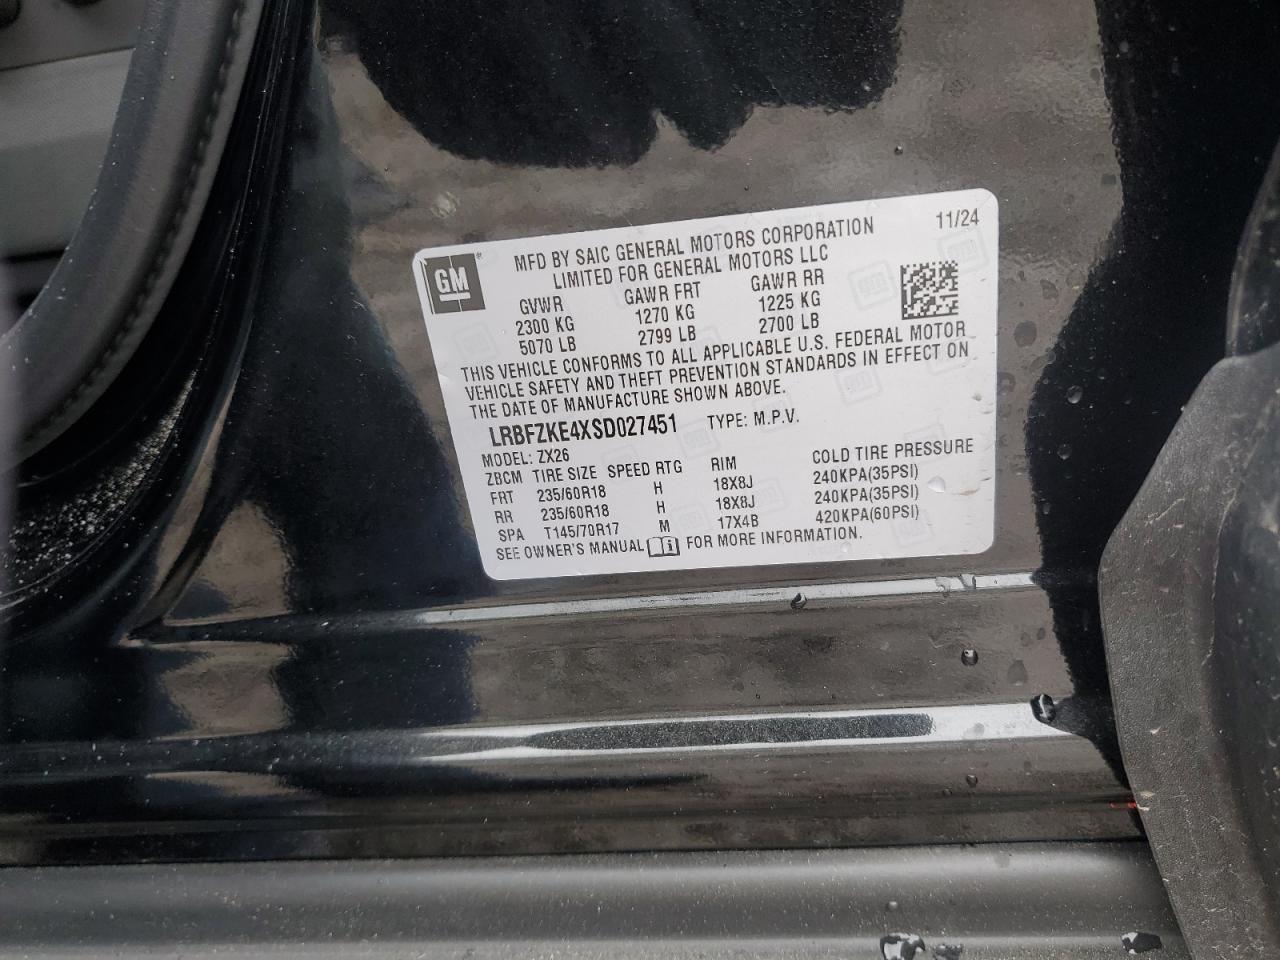 GM
MFD BY SAIC GENERAL MOTORS CORPORATION 11/24
LIMITED FOR GENERAL MOTORS LLC
GVWR GAWR FRT GAWR RR
2300 KG 1270 KG 1225 KG
5070 LB 2799 LB 2700 LB
THIS VEHICLE CONFORMS TO ALL APPLICABLE U.S. FEDERAL MOTOR
VEHICLE SAFETY AND THEFT PREVENTION STANDARDS IN EFFECT ON
THE DATE OF MANUFACTURE SHOWN ABOVE.
LRBFZKE4XSD027451 TYPE: M.P.V.
MODEL: ZX26
ZBCM TIRE SIZE SPEED RTG RIM COLD TIRE PRESSURE
FRT 235/60R18 H 18X8J 240KPA(35PSI)
RR 235/60R18 H 18X8J 240KPA(35PSI)
SPA T145/70R17 M 17X4B 420KPA(60PSI)
SEE OWNER'S MANUAL FOR MORE INFORMATION.